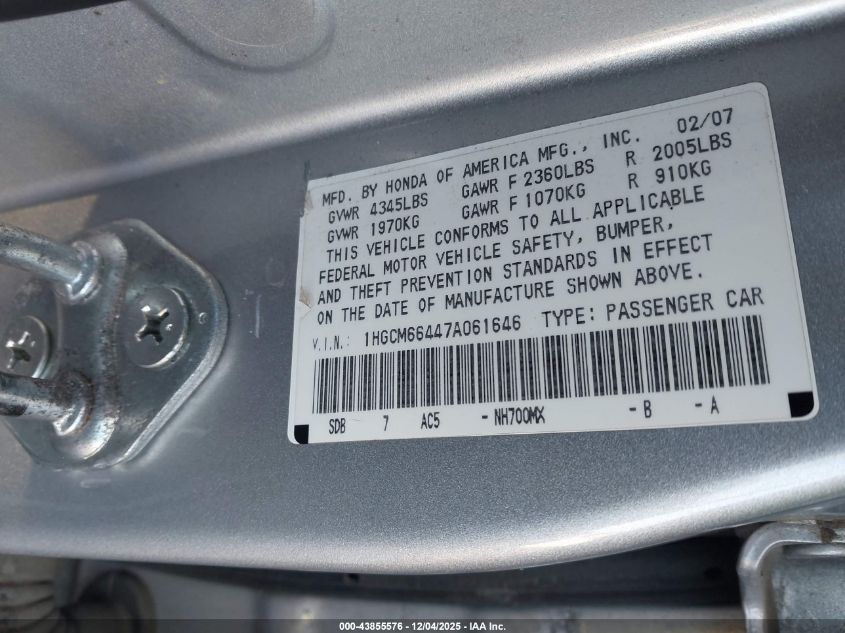 MFD. BY HONDA OF AMERICA MFG., INC. 02/07
GVWR 4345LBS GAWR F 2360LBS R 2005LBS
GVWR 1970KG GAWR F 1070KG R 910KG
THIS VEHICLE CONFORMS TO ALL APPLICABLE
FEDERAL MOTOR VEHICLE SAFETY, BUMPER,
AND THEFT PREVENTION STANDARDS IN EFFECT
ON THE DATE OF MANUFACTURE SHOWN ABOVE.
V.I.N.: 1HGCM66447A061646 TYPE: PASSENGER CAR
SDB 7 AC5 -NH700MX -B -A
000-43855576 - 12/04/2025 - IAA Inc.